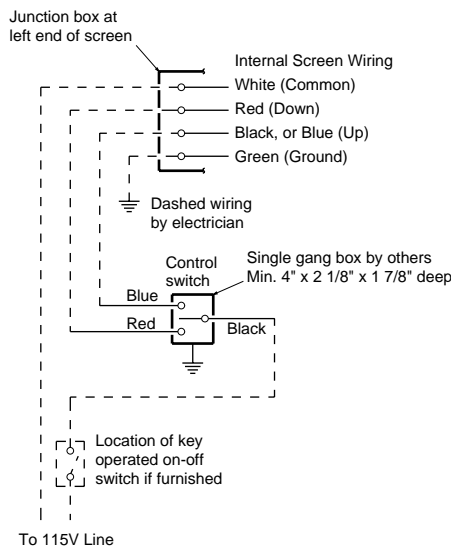 Junction box at
left end of screen
Internal Screen Wiring
White (Common)
Red (Down)
Black, or Blue (Up)
Green (Ground)
Dashed wiring
by electrician
Control
switch
Single gang box by others
Min. 4" x 2 1/8" x 1 7/8" deep
Blue
Red
Black
Location of key
operated on-off
switch if furnished
To 115V Line